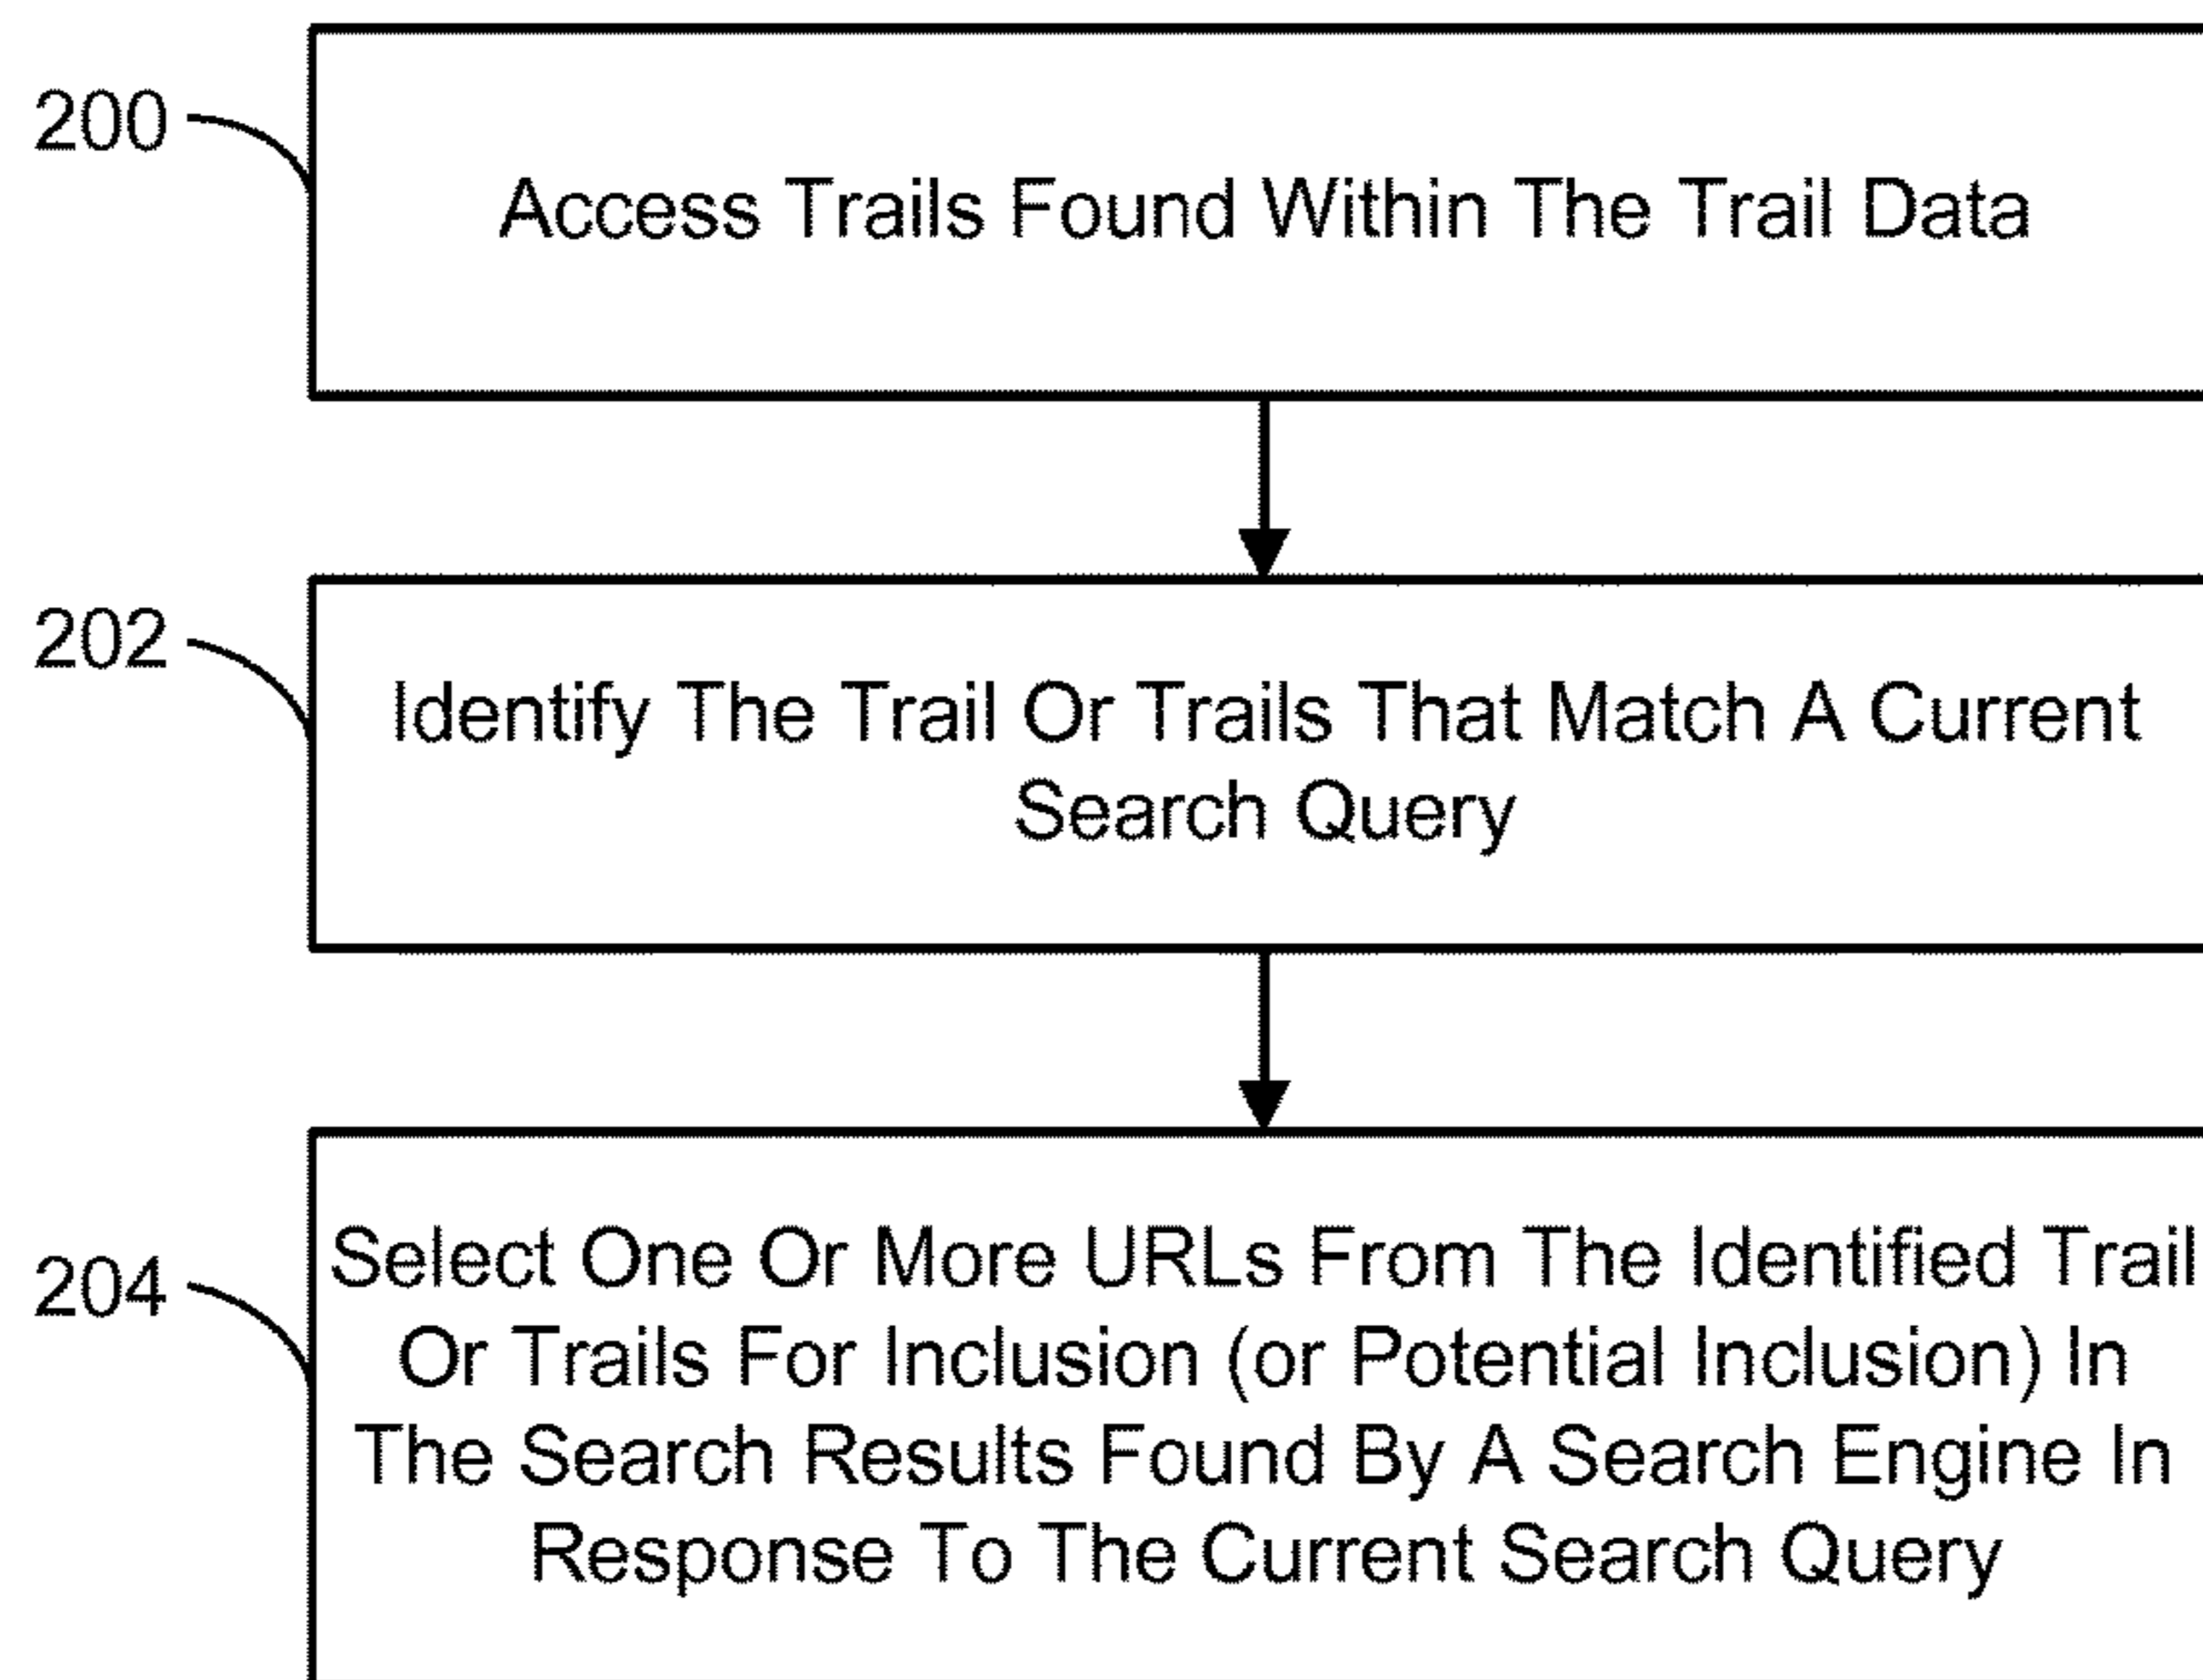 200
Access Trails Found Within The Trail Data
202
Identify The Trail Or Trails That Match A Current
Search Query
204
Select One Or More URLs From The Identified Trail
Or Trails For Inclusion (or Potential Inclusion) In
The Search Results Found By A Search Engine In
Response To The Current Search Query